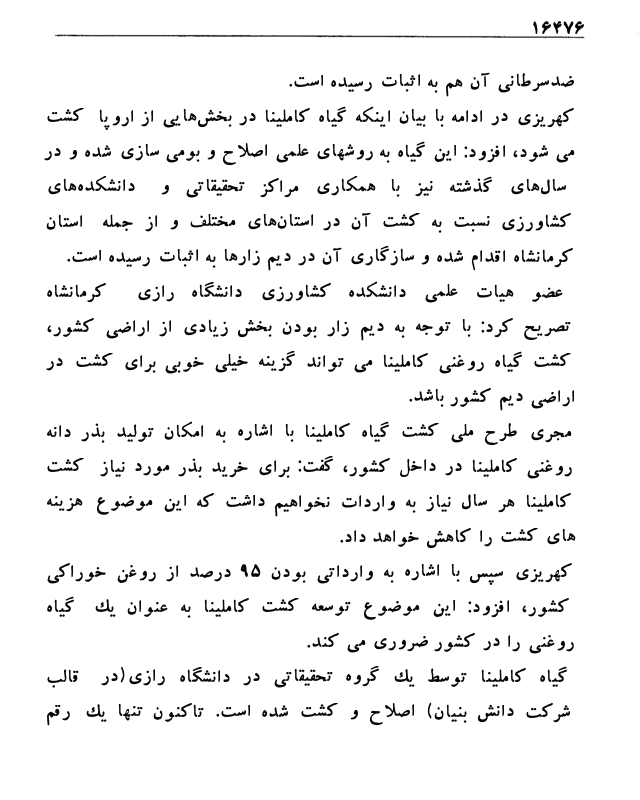 ۱۶۴۷۶
ضدسرطانی آن هم به اثبات رسیده است.
کهریزی در ادامه با بیان اینکه گیاه کاملینا در بخش‌هایی از اروپا کشت
می شود، افزود: این گیاه به روشهای علمی اصلاح و بومی سازی شده و در
سال‌های گذشته نیز با همکاری مراکز تحقیقاتی و دانشکده‌های
کشاورزی نسبت به کشت آن در استان‌های مختلف و از جمله استان
کرمانشاه اقدام شده و سازگاری آن در دیم زارها به اثبات رسیده است.
عضو هیات علمی دانشکده کشاورزی دانشگاه رازی کرمانشاه
تصریح کرد: با توجه به دیم زار بودن بخش زیادی از اراضی کشور،
کشت گیاه روغنی کاملینا می تواند گزینه خیلی خوبی برای کشت در
اراضی دیم کشور باشد.
مجری طرح ملی کشت گیاه کاملینا با اشاره به امکان تولید بذر دانه
روغنی کاملینا در داخل کشور، گفت: برای خرید بذر مورد نیاز کشت
کاملینا هر سال نیاز به واردات نخواهیم داشت که این موضوع هزینه
های کشت را کاهش خواهد داد.
کهریزی سپس با اشاره به وارداتی بودن ۹۵ درصد از روغن خوراکی
کشور، افزود: این موضوع توسعه کشت کاملینا به عنوان یك گیاه
روغنی را در کشور ضروری می کند.
گیاه کاملینا توسط یك گروه تحقیقاتی در دانشگاه رازی(در قالب
شرکت دانش بنیان) اصلاح و کشت شده است. تاکنون تنها یك رقم